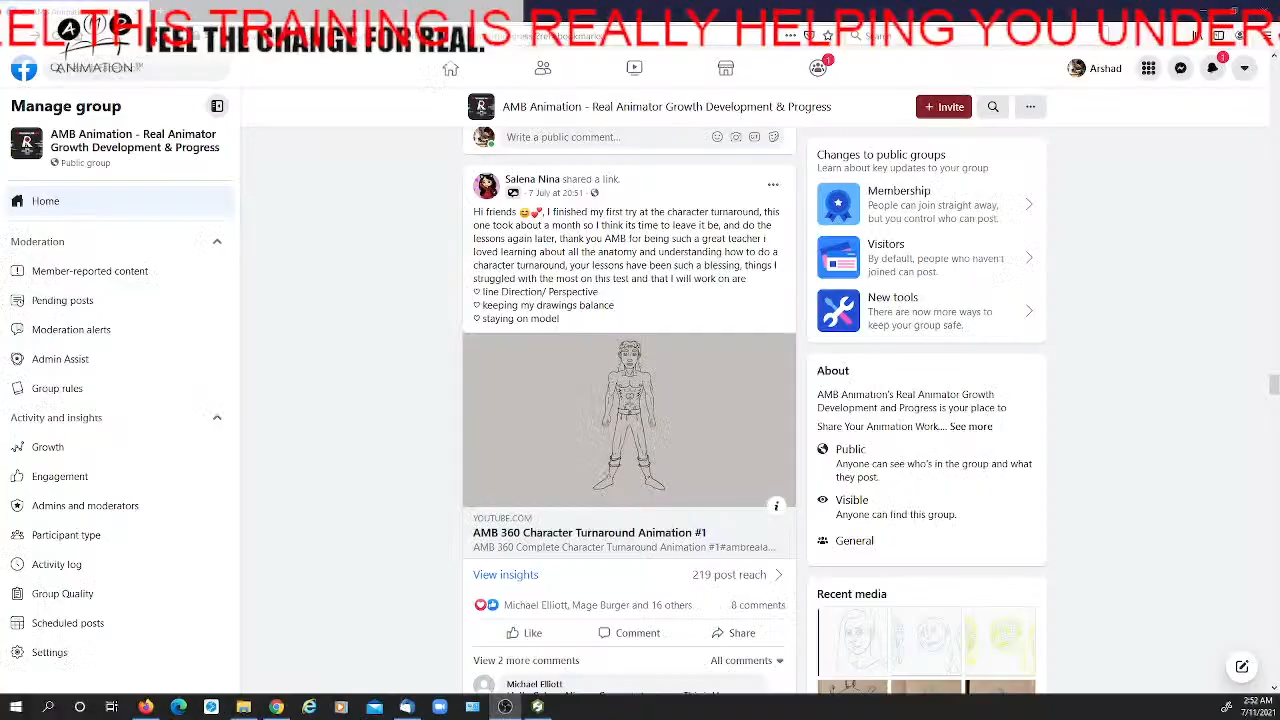 EEL THIS TRAINING IS REALLY HELPING YOU UNDERS
AMB
ANIMATION
FEEL THE CHANGE FOR REAL.
Search
Arshad
1
1
Manage group
AMB Animation - Real Animator
Growth Development & Progress
Public group
Home
Moderation
Member-reported content
Pending posts
Moderation alerts
Admin Assist
Group rules
Activity and insights
Growth
Engagement
Admins and moderators
Participant type
Activity log
Group Quality
Scheduled posts
Settings
AMB Animation - Real Animator Growth Development & Progress
+ Invite
Write a public comment...
Salena Nina shared a link.
7 July at 20:51
Hi friends 😊💕, I finished my first try at the character turnaround, this
one took about a month so I think its time to leave it be, and do the
lessons again later, thank you AMB for being such a great teacher i
loved learning about all the anatomy and understanding how to do a
character turnaround, your lessons have been such a blessing, things I
struggled with the most on this test and that I will work on are
♡ line Direction/ Perspective
♡ keeping my drawings balance
♡ staying on model
YOUTUBE.COM
AMB 360 Character Turnaround Animation #1
AMB 360 Complete Character Turnaround Animation #1#ambreala...
View insights
219 post reach
Michael Elliott, Mage Burger and 16 others
8 comments
Like
Comment
Share
View 2 more comments
All comments
Michael Elliott
Changes to public groups
Learn about key updates to your group
Membership
People can join straight away,
but you control who can post.
Visitors
By default, people who haven't
joined can post.
New tools
There are now more ways to
keep your group safe.
About
AMB Animation's Real Animator Growth
Development and Progress is your place to
Share Your Animation Work.... See more
Public
Anyone can see who's in the group and what
they post.
Visible
Anyone can find this group.
General
Recent media
2:52 AM
7/11/2021